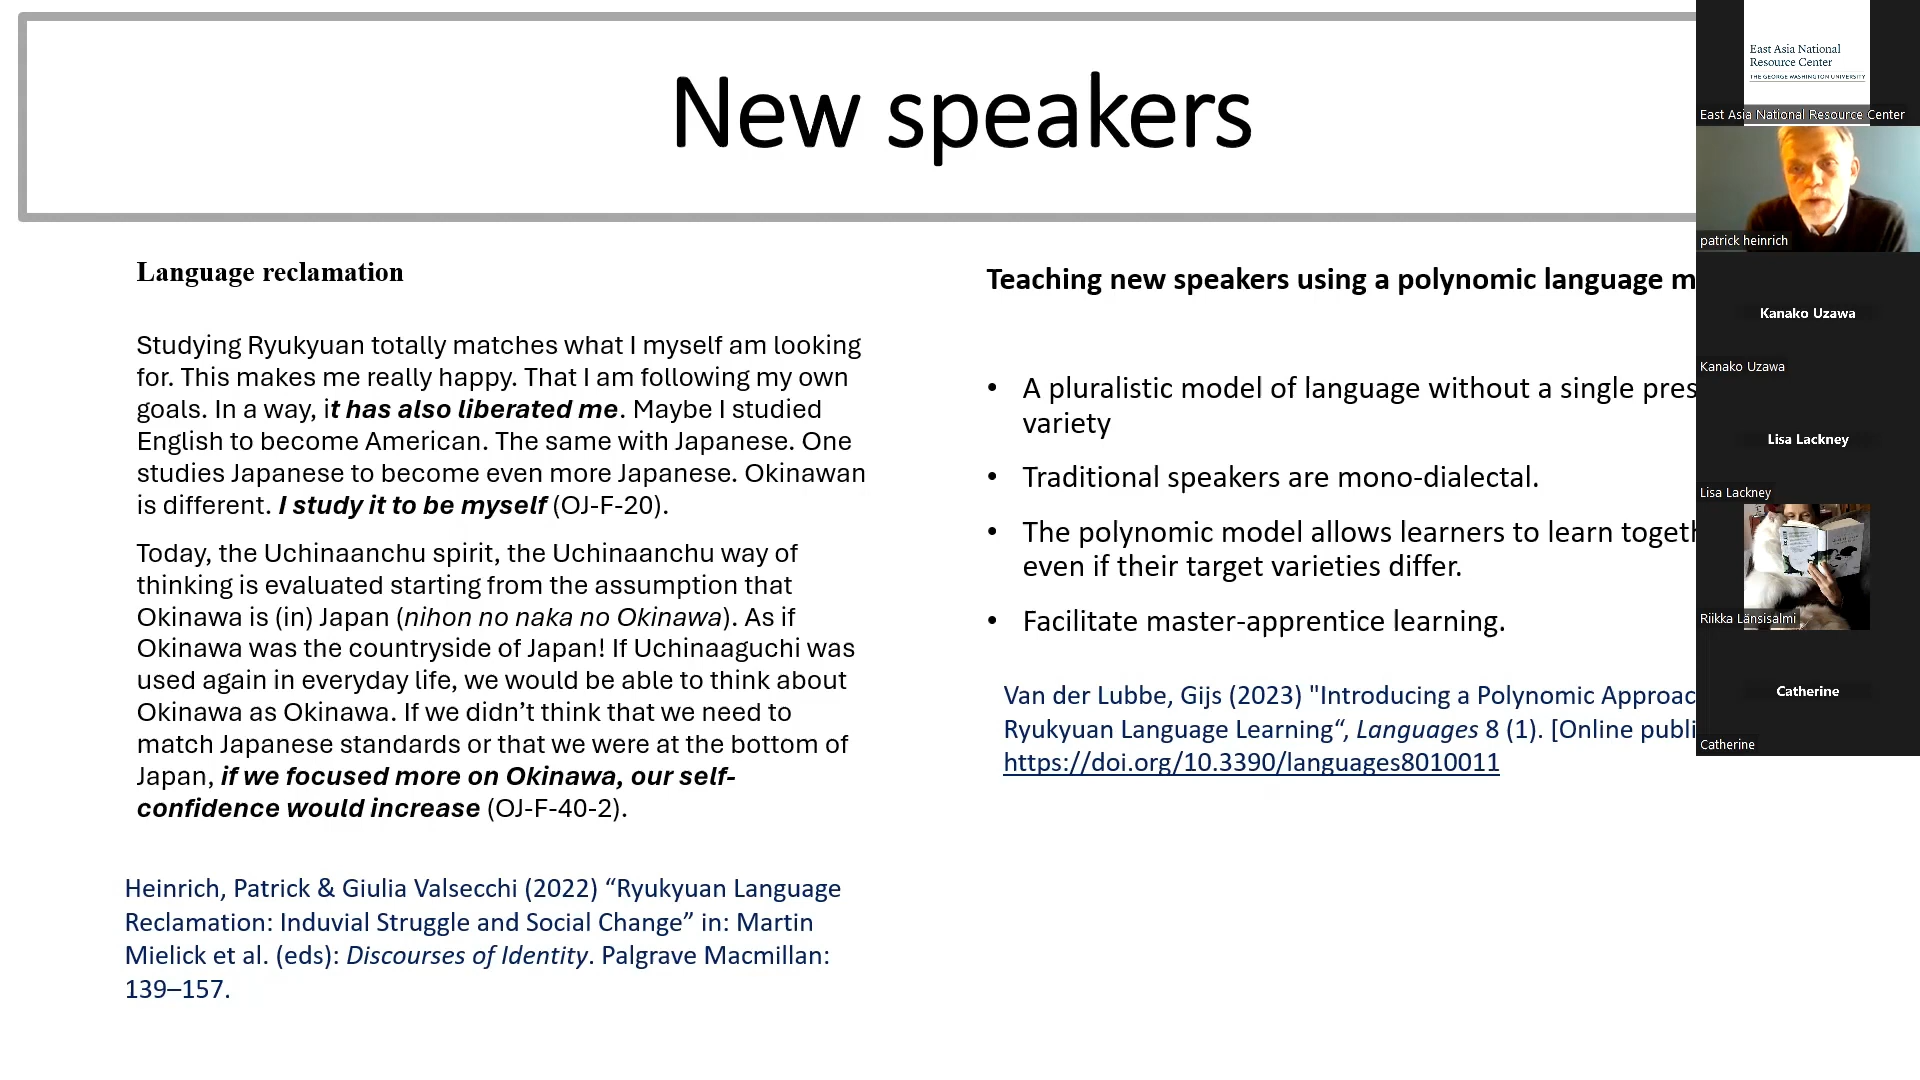 New speakers
Language reclamation
Studying Ryukyuan totally matches what I myself am looking
for. This makes me really happy. That I am following my own
goals. In a way, it has also liberated me. Maybe I studied
English to become American. The same with Japanese. One
studies Japanese to become even more Japanese. Okinawan
is different. I study it to be myself (OJ-F-20).
Today, the Uchinaanchu spirit, the Uchinaanchu way of
thinking is evaluated starting from the assumption that
Okinawa is (in) Japan (nihon no naka no Okinawa). As if
Okinawa was the countryside of Japan! If Uchinaaguchi was
used again in everyday life, we would be able to think about
Okinawa as Okinawa. If we didn’t think that we need to
match Japanese standards or that we were at the bottom of
Japan, if we focused more on Okinawa, our self-
confidence would increase (OJ-F-40-2).
Heinrich, Patrick & Giulia Valsecchi (2022) “Ryukyuan Language
Reclamation: Induvial Struggle and Social Change” in: Martin
Mielick et al. (eds): Discourses of Identity. Palgrave Macmillan:
139–157.
Teaching new speakers using a polynomic language m
• A pluralistic model of language without a single pres
variety
• Traditional speakers are mono-dialectal.
• The polynomic model allows learners to learn togeth
even if their target varieties differ.
• Facilitate master-apprentice learning.
Van der Lubbe, Gijs (2023) "Introducing a Polynomic Approac
Ryukyuan Language Learning“, Languages 8 (1). [Online publi
https://doi.org/10.3390/languages8010011
East Asia National
Resource Center
THE GEORGE WASHINGTON UNIVERSITY
East Asia National Resource Center
patrick heinrich
Kanako Uzawa
Kanako Uzawa
Lisa Lackney
Lisa Lackney
Riikka Länsisalmi
Catherine
Catherine